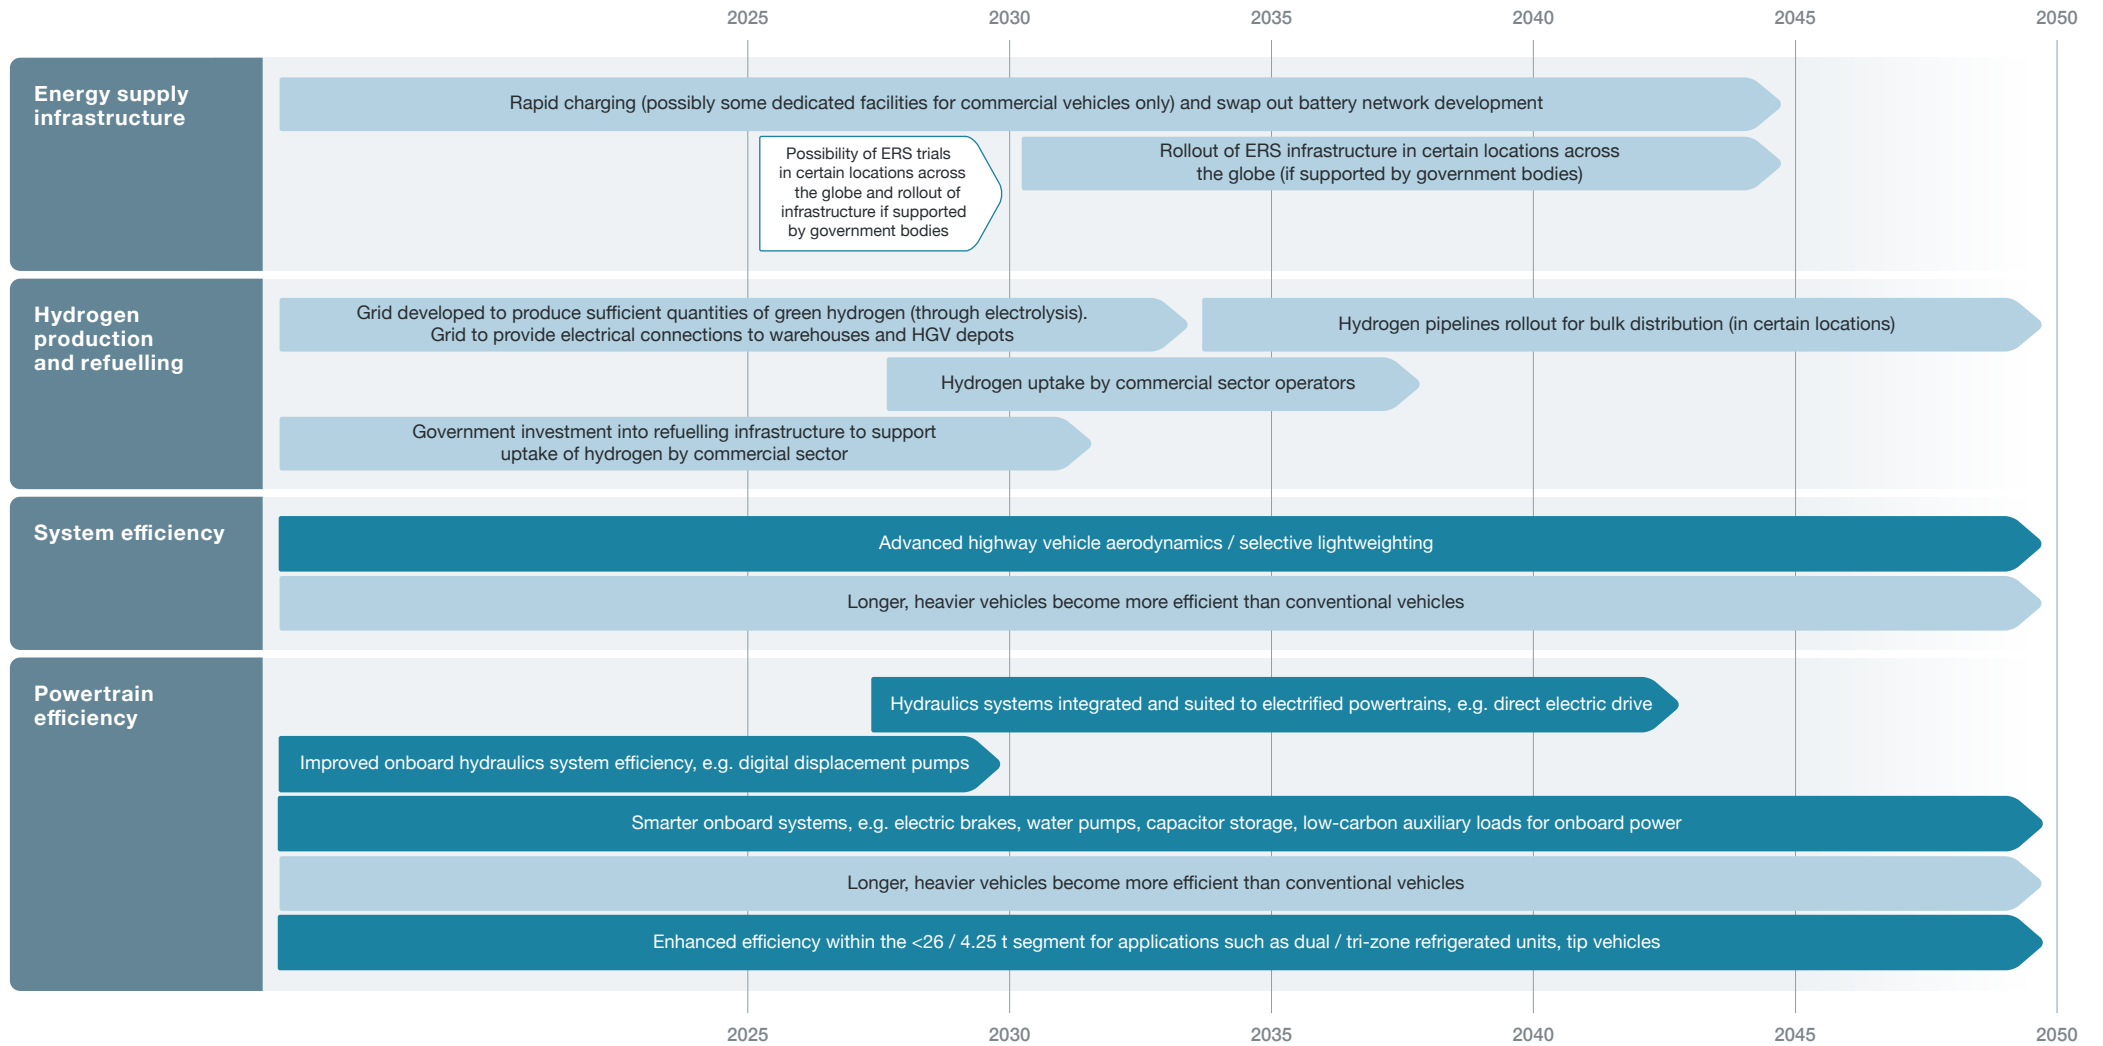 2025 2030 2035 2040 2045 2050
Energy supply
infrastructure
Rapid charging (possibly some dedicated facilities for commercial vehicles only) and swap out battery network development
Possibility of ERS trials
in certain locations across
the globe and rollout of
infrastructure if supported
by government bodies
Rollout of ERS infrastructure in certain locations across
the globe (if supported by government bodies)
Hydrogen
production
and refuelling
Grid developed to produce sufficient quantities of green hydrogen (through electrolysis).
Grid to provide electrical connections to warehouses and HGV depots
Hydrogen pipelines rollout for bulk distribution (in certain locations)
Hydrogen uptake by commercial sector operators
Government investment into refuelling infrastructure to support
uptake of hydrogen by commercial sector
System efficiency
Advanced highway vehicle aerodynamics / selective lightweighting
Longer, heavier vehicles become more efficient than conventional vehicles
Powertrain
efficiency
Hydraulics systems integrated and suited to electrified powertrains, e.g. direct electric drive
Improved onboard hydraulics system efficiency, e.g. digital displacement pumps
Smarter onboard systems, e.g. electric brakes, water pumps, capacitor storage, low-carbon auxiliary loads for onboard power
Longer, heavier vehicles become more efficient than conventional vehicles
Enhanced efficiency within the <26 / 4.25 t segment for applications such as dual / tri-zone refrigerated units, tip vehicles
2025 2030 2035 2040 2045 2050